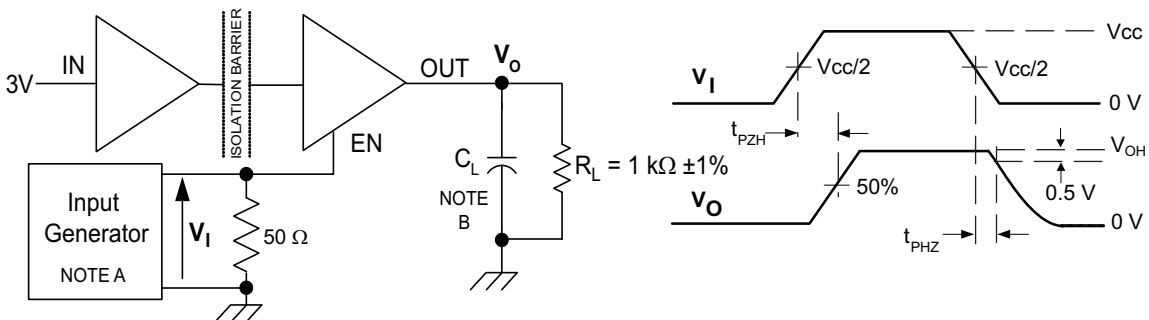 3V
IN
ISOLATION BARRIER
OUT
EN
Vo
CL
NOTE
B
RL = 1 kΩ ±1%
Input
Generator
NOTE A
VI
50 Ω
VI
Vcc/2
Vcc/2
Vcc
0 V
tPZH
VO
50%
VOH
0.5 V
0 V
tPHZ